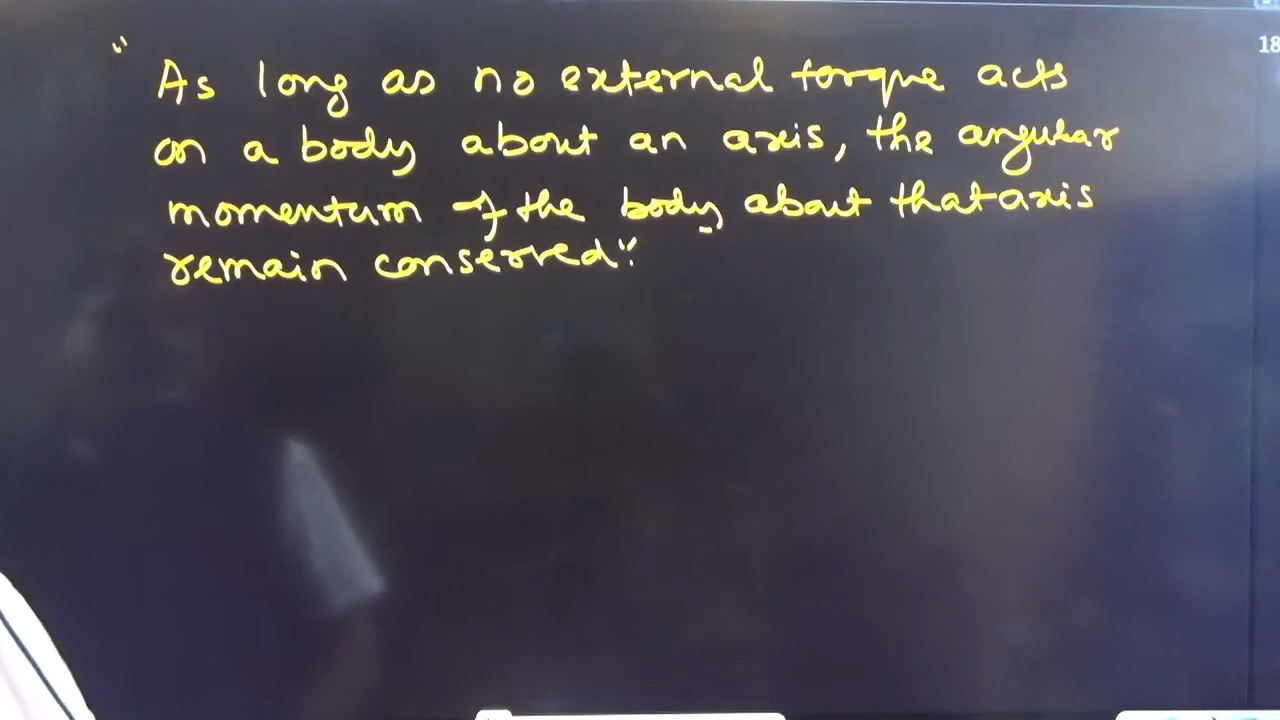 " As long as no external torque acts
on a body about an axis, the angular
momentum of the body about that axis
remain conserved".
18